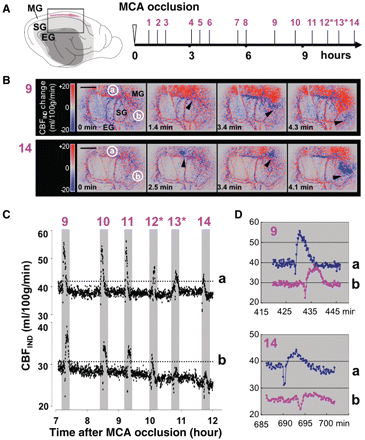 A
MG
SG
EG
MCA occlusion
1 2 3 4 5 6 7 8 9 10 11 12* 13* 14
0 3 6 9 hours
B
9
+20
0
-20
CBFIND change
(ml/100g/min)
a
b
MG
SG
EG
0 min
1.4 min
3.4 min
4.3 min
14
+20
0
-20
a
b
0 min
2.5 min
3.4 min
4.1 min
C
9 10 11 12* 13* 14
CBFIND (ml/100g/min)
60
50
40
30
a
40
30
20
b
7 8 9 10 11 12
Time after MCA occlusion (hour)
D
9
60
50
40
30
20
a
b
415 425 435 445 min
14
50
40
30
20
a
b
685 690 695 700 min